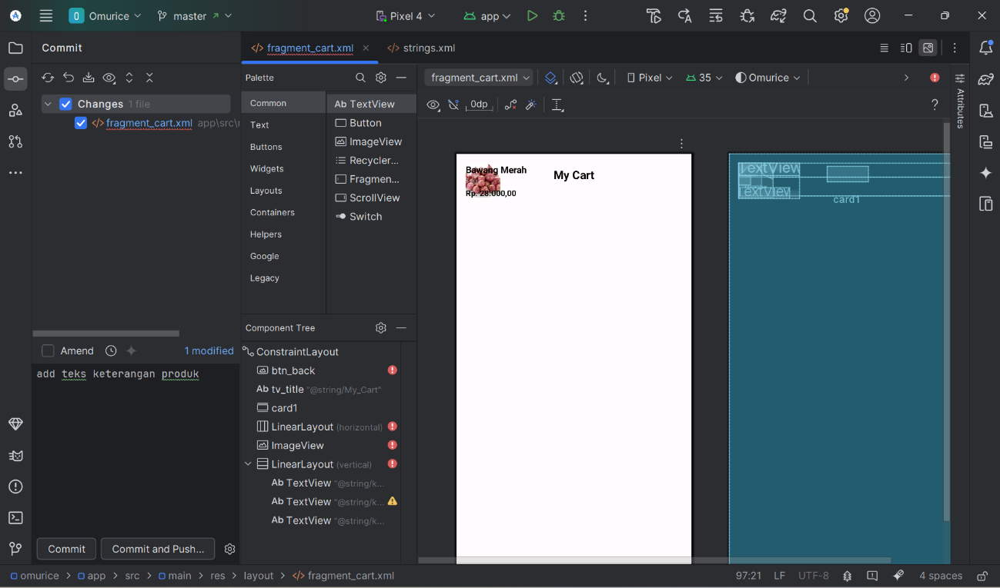 O Omurice master Pixel 4 app
Commit
fragment_cart.xml strings.xml
Changes 1 file
fragment_cart.xml app\src\
Amend 1 modified
add teks keterangan produk
Commit Commit and Push...
Palette
Common
Text
Buttons
Widgets
Layouts
Containers
Helpers
Google
Legacy
Ab TextView
Button
ImageView
Recycler...
Fragmen...
ScrollView
Switch
Component Tree
ConstraintLayout
btn_back
Ab tv_title "@string/My_Cart"
card1
LinearLayout (horizontal)
ImageView
LinearLayout (vertical)
Ab TextView "@string/k...
Ab TextView "@string/k...
Ab TextView "@string/k...
fragment_cart.xml Pixel 35 Omurice
0dp ?
Bawang Merah
My Cart
Rp. 28.000,00
TextView
TextView
card1
Attributes
omurice > app > src > main > res > layout > fragment_cart.xml
97:21 LF UTF-8 4 spaces